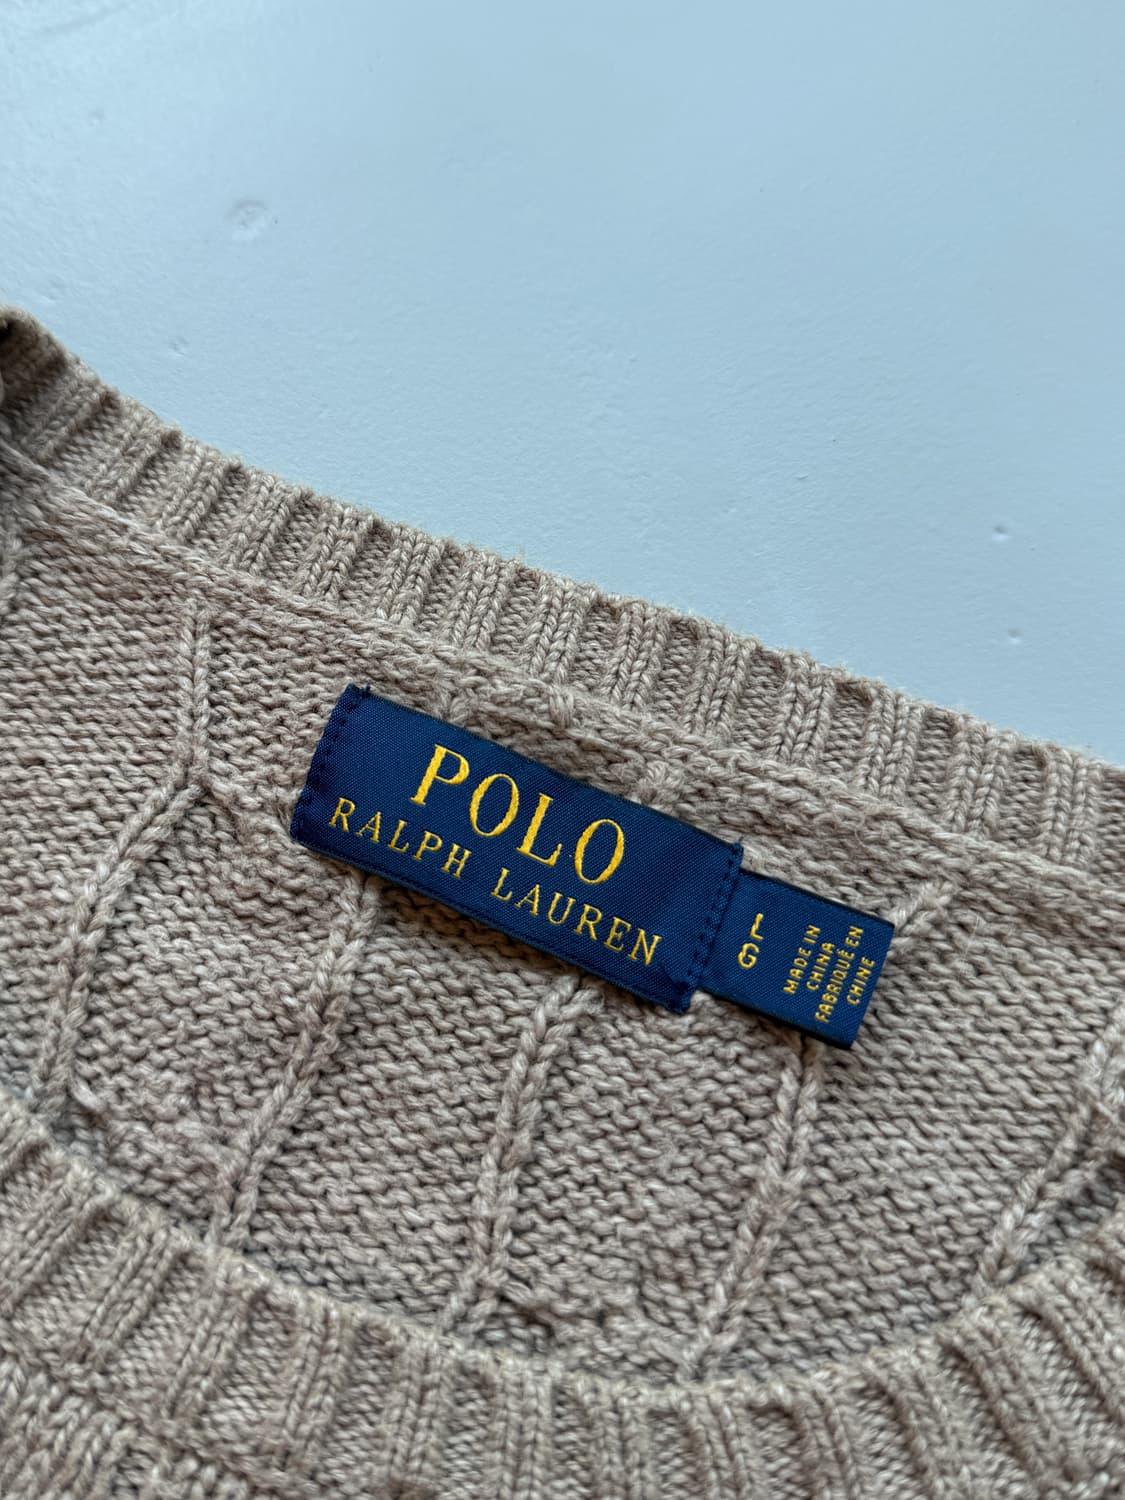 POLO
RALPH LAUREN
L
G
MADE IN
CHINA
FABRIQUÉ EN
CHINE